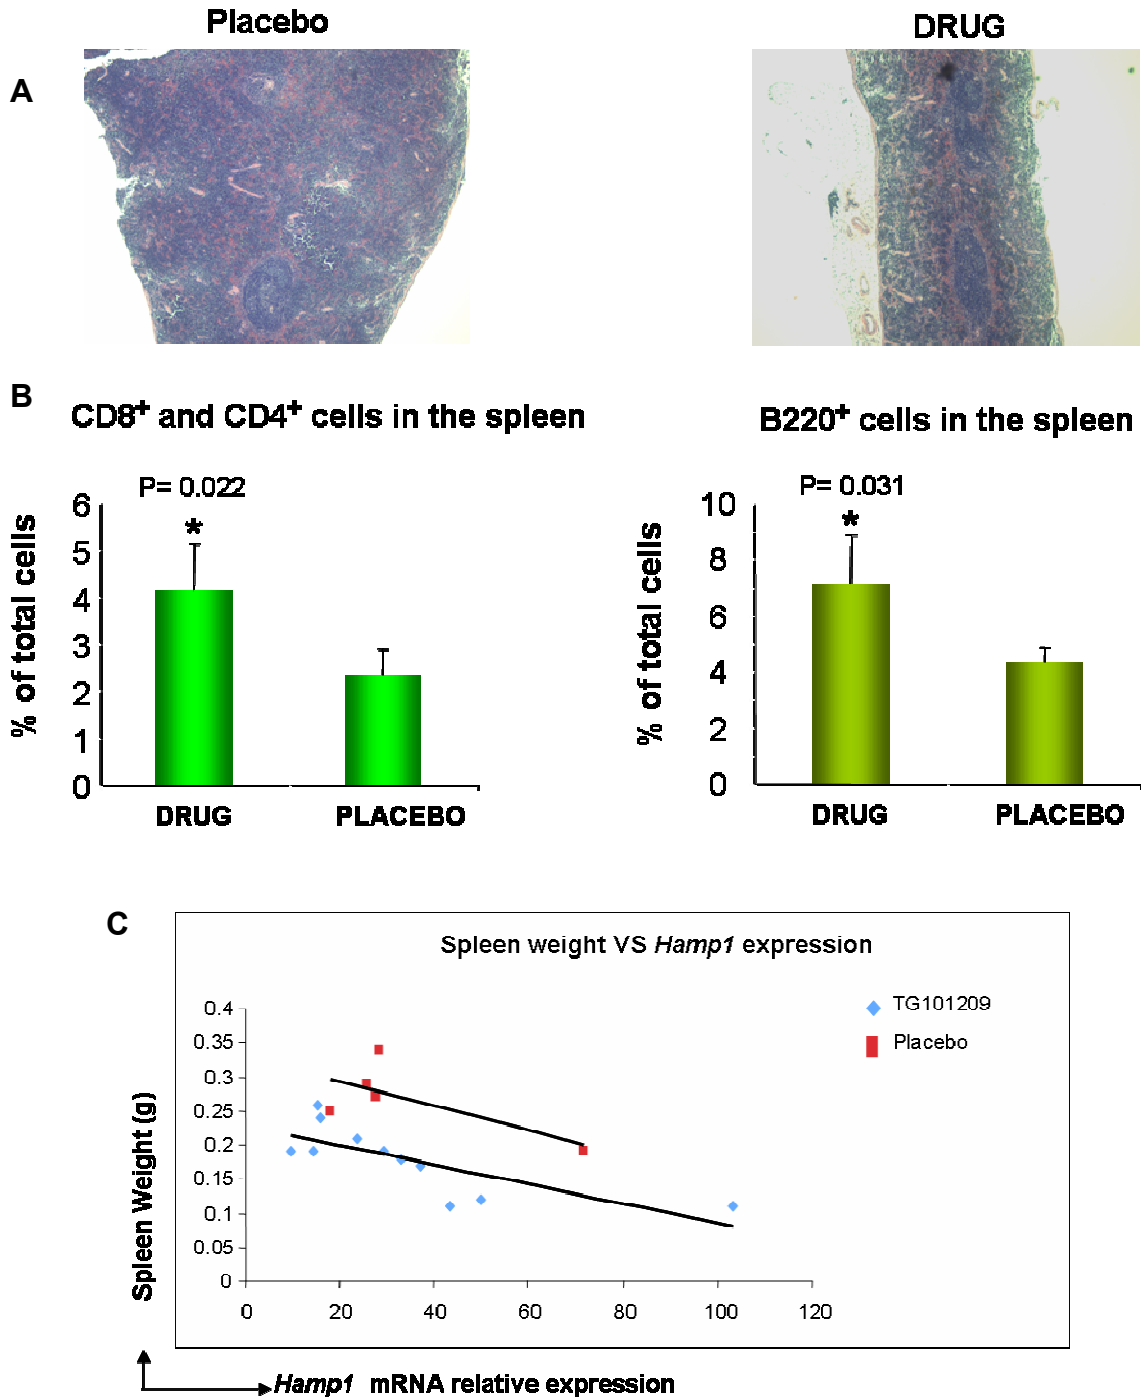 Placebo
DRUG
A
B
CD8⁺ and CD4⁺ cells in the spleen
P= 0.022
*
% of total cells
6
5
4
3
2
1
0
DRUG
PLACEBO
B220⁺ cells in the spleen
P= 0.031
*
% of total cells
10
8
6
4
2
0
DRUG
PLACEBO
C
Spleen weight VS Hamp1 expression
TG101209
Placebo
Spleen Weight (g)
0.4
0.35
0.3
0.25
0.2
0.15
0.1
0.05
0
0 20 40 60 80 100 120
Hamp1 mRNA relative expression